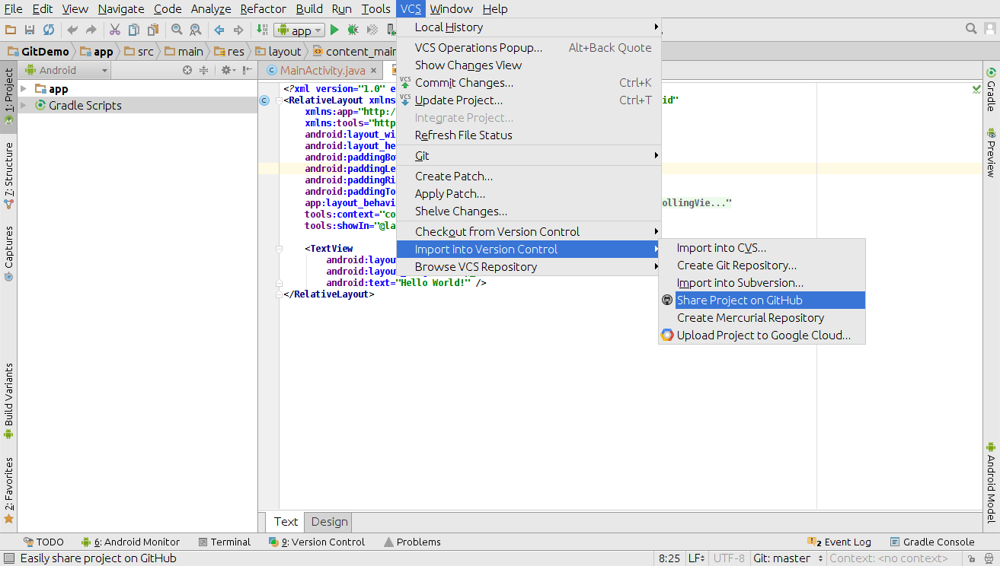 File Edit View Navigate Code Analyze Refactor Build Run Tools VCS Window Help
app
GitDemo app src main res layout content_main
Android
MainActivity.java
1: Project
7: Structure
Captures
Build Variants
2: Favorites
app
Gradle Scripts
<?xml version="1.0" e
<RelativeLayout xmlns id"
xmlns:app="http:/
xmlns:tools="http
android:layout_wi
android:layout_he
android:paddingBo
android:paddingLe
android:paddingRi
android:paddingTo
app:layout_behavi ollingVie..."
tools:context="co
tools:showIn="@la
<TextView
android:layou
android:layout
android:text="Hello World!" />
</RelativeLayout>
Local History
VCS Operations Popup... Alt+Back Quote
Show Changes View
Commit Changes... Ctrl+K
Update Project... Ctrl+T
Integrate Project...
Refresh File Status
Git
Create Patch...
Apply Patch...
Shelve Changes...
Checkout from Version Control
Import into Version Control
Browse VCS Repository
Import into CVS...
Create Git Repository...
Import into Subversion...
Share Project on GitHub
Create Mercurial Repository
Upload Project to Google Cloud...
Gradle
Preview
Android Model
Text Design
TODO 6: Android Monitor Terminal 9: Version Control Problems 2 Event Log Gradle Console
Easily share project on GitHub 8:25 LF UTF-8 Git: master Context: <no context>